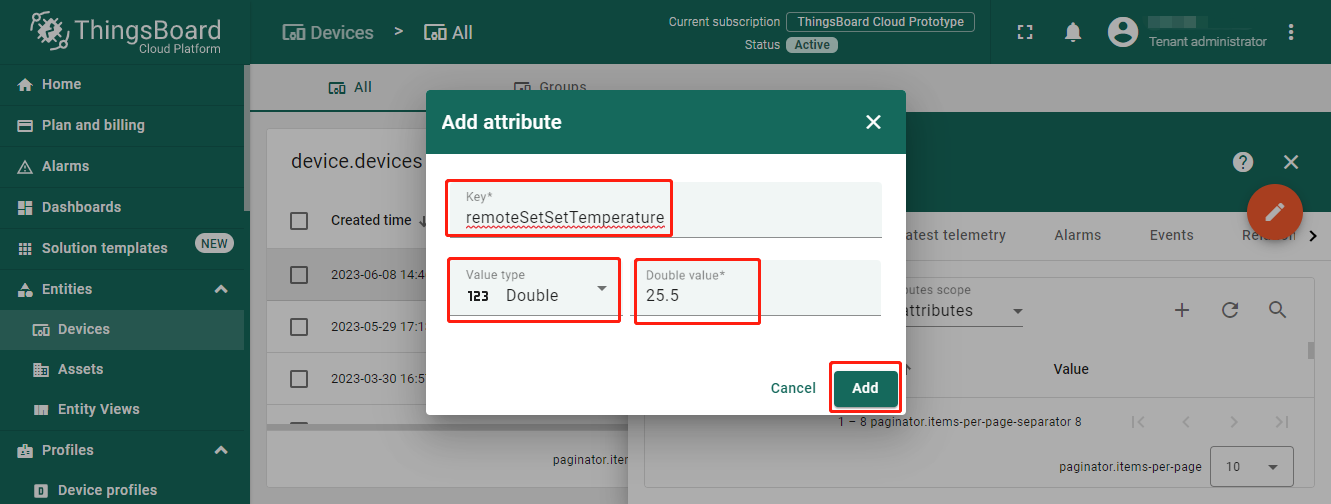 ThingsBoard
Cloud Platform
Devices > All
Current subscription ThingsBoard Cloud Prototype
Status Active
Tenant administrator
Home
Plan and billing
Alarms
Dashboards
Solution templates NEW
Entities
Devices
Assets
Entity Views
Profiles
Device profiles
All
Groups
device.devices
Created time
2023-06-08 14:4
2023-05-29 17:1
2023-03-30 16:5
paginator.iter
Add attribute
Key*
remoteSetSetTemperature
Value type
123 Double
Double value*
25.5
Cancel
Add
atest telemetry
Alarms
Events
Relation
butes scope
attributes
Value
1 – 8 paginator.items-per-page-separator 8
paginator.items-per-page
10